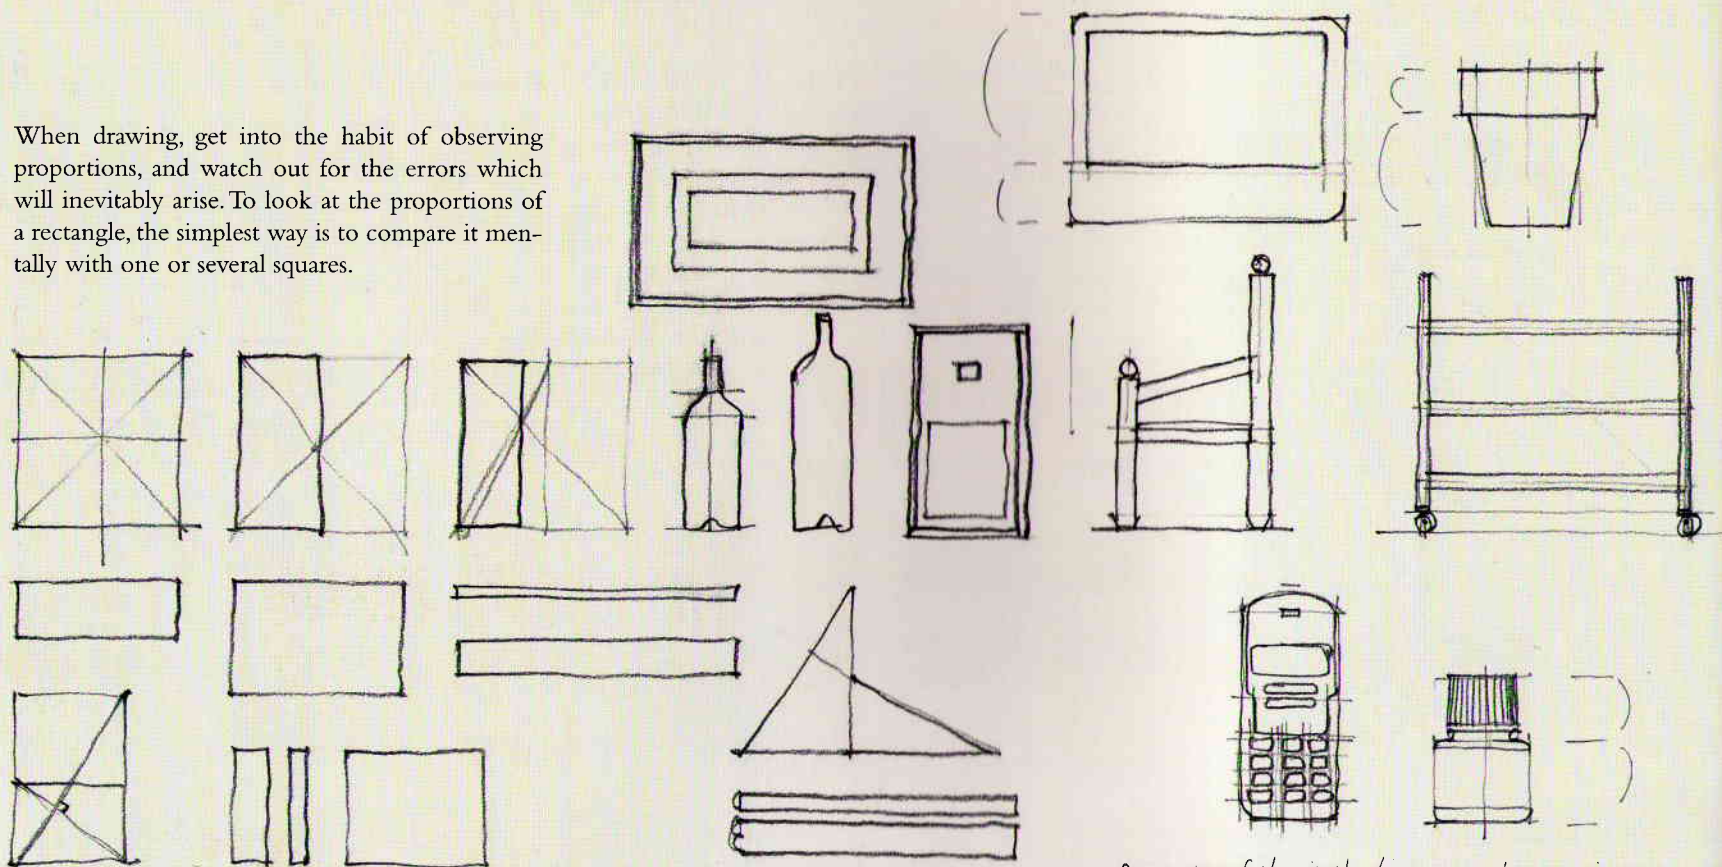 When drawing, get into the habit of observing
proportions, and watch out for the errors which
will inevitably arise. To look at the proportions of
a rectangle, the simplest way is to compare it men-
tally with one or several squares.